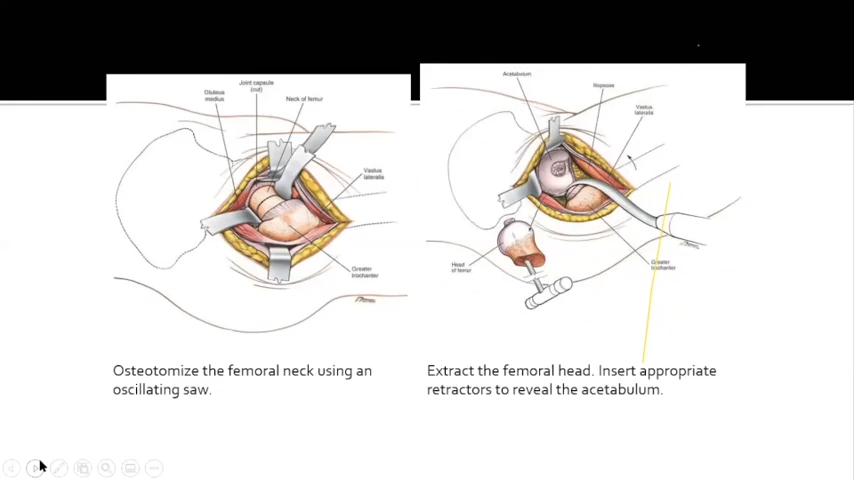 Joint capsule
(cut)
Gluteus
medius
Neck of femur
Vastus
lateralis
Greater
trochanter
Acetabulum
Iliopsoas
Vastus
lateralis
Head
of femur
Greater
trochanter
Osteotomize the femoral neck using an
oscillating saw.
Extract the femoral head. Insert appropriate
retractors to reveal the acetabulum.